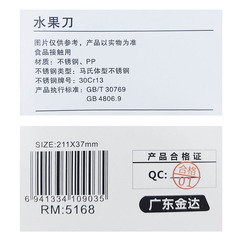 水果刀
图片仅供参考，产品以实物为准
食品接触用
材质：不锈钢、PP
不锈钢类型：马氏体型不锈钢
不锈钢牌号：30Cr13
产品执行标准：GB/T 30769
GB 4806.9
SIZE:211X37mm
6 941334 109035
RM:5168
产品合格证
QC:
合格
01
广东金达